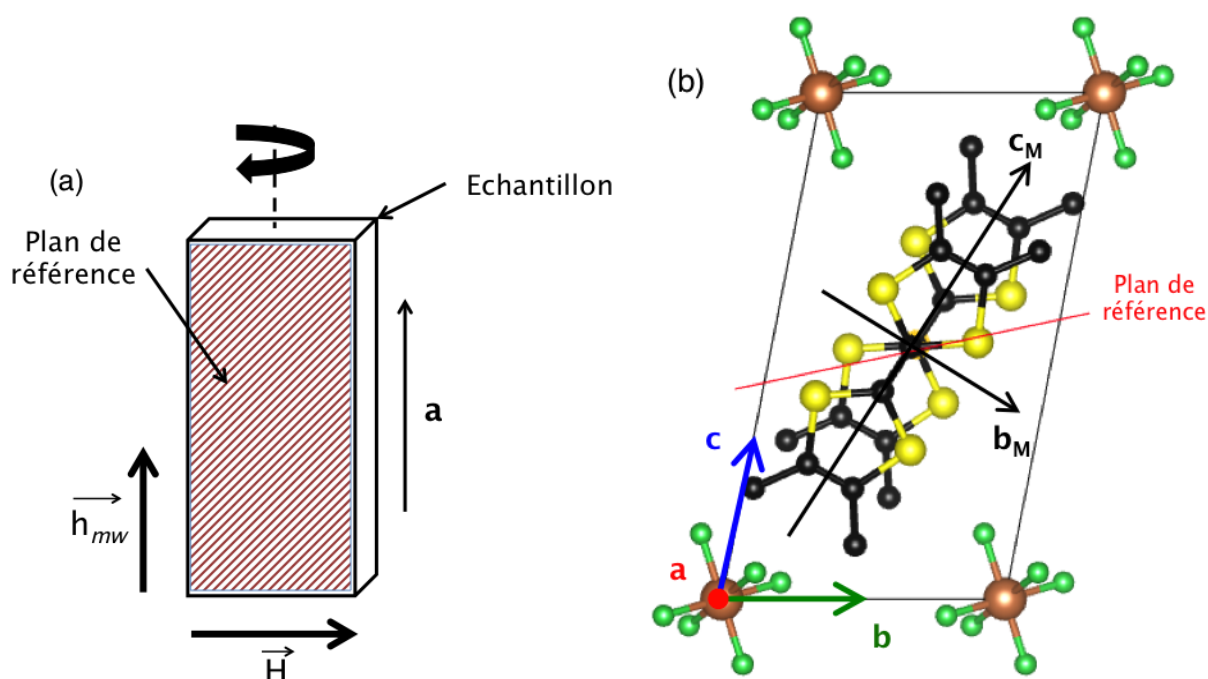 (a)
Echantillon
Plan de
référence
a
h mw
H
(b)
c M
Plan de
référence
b M
c
a
b